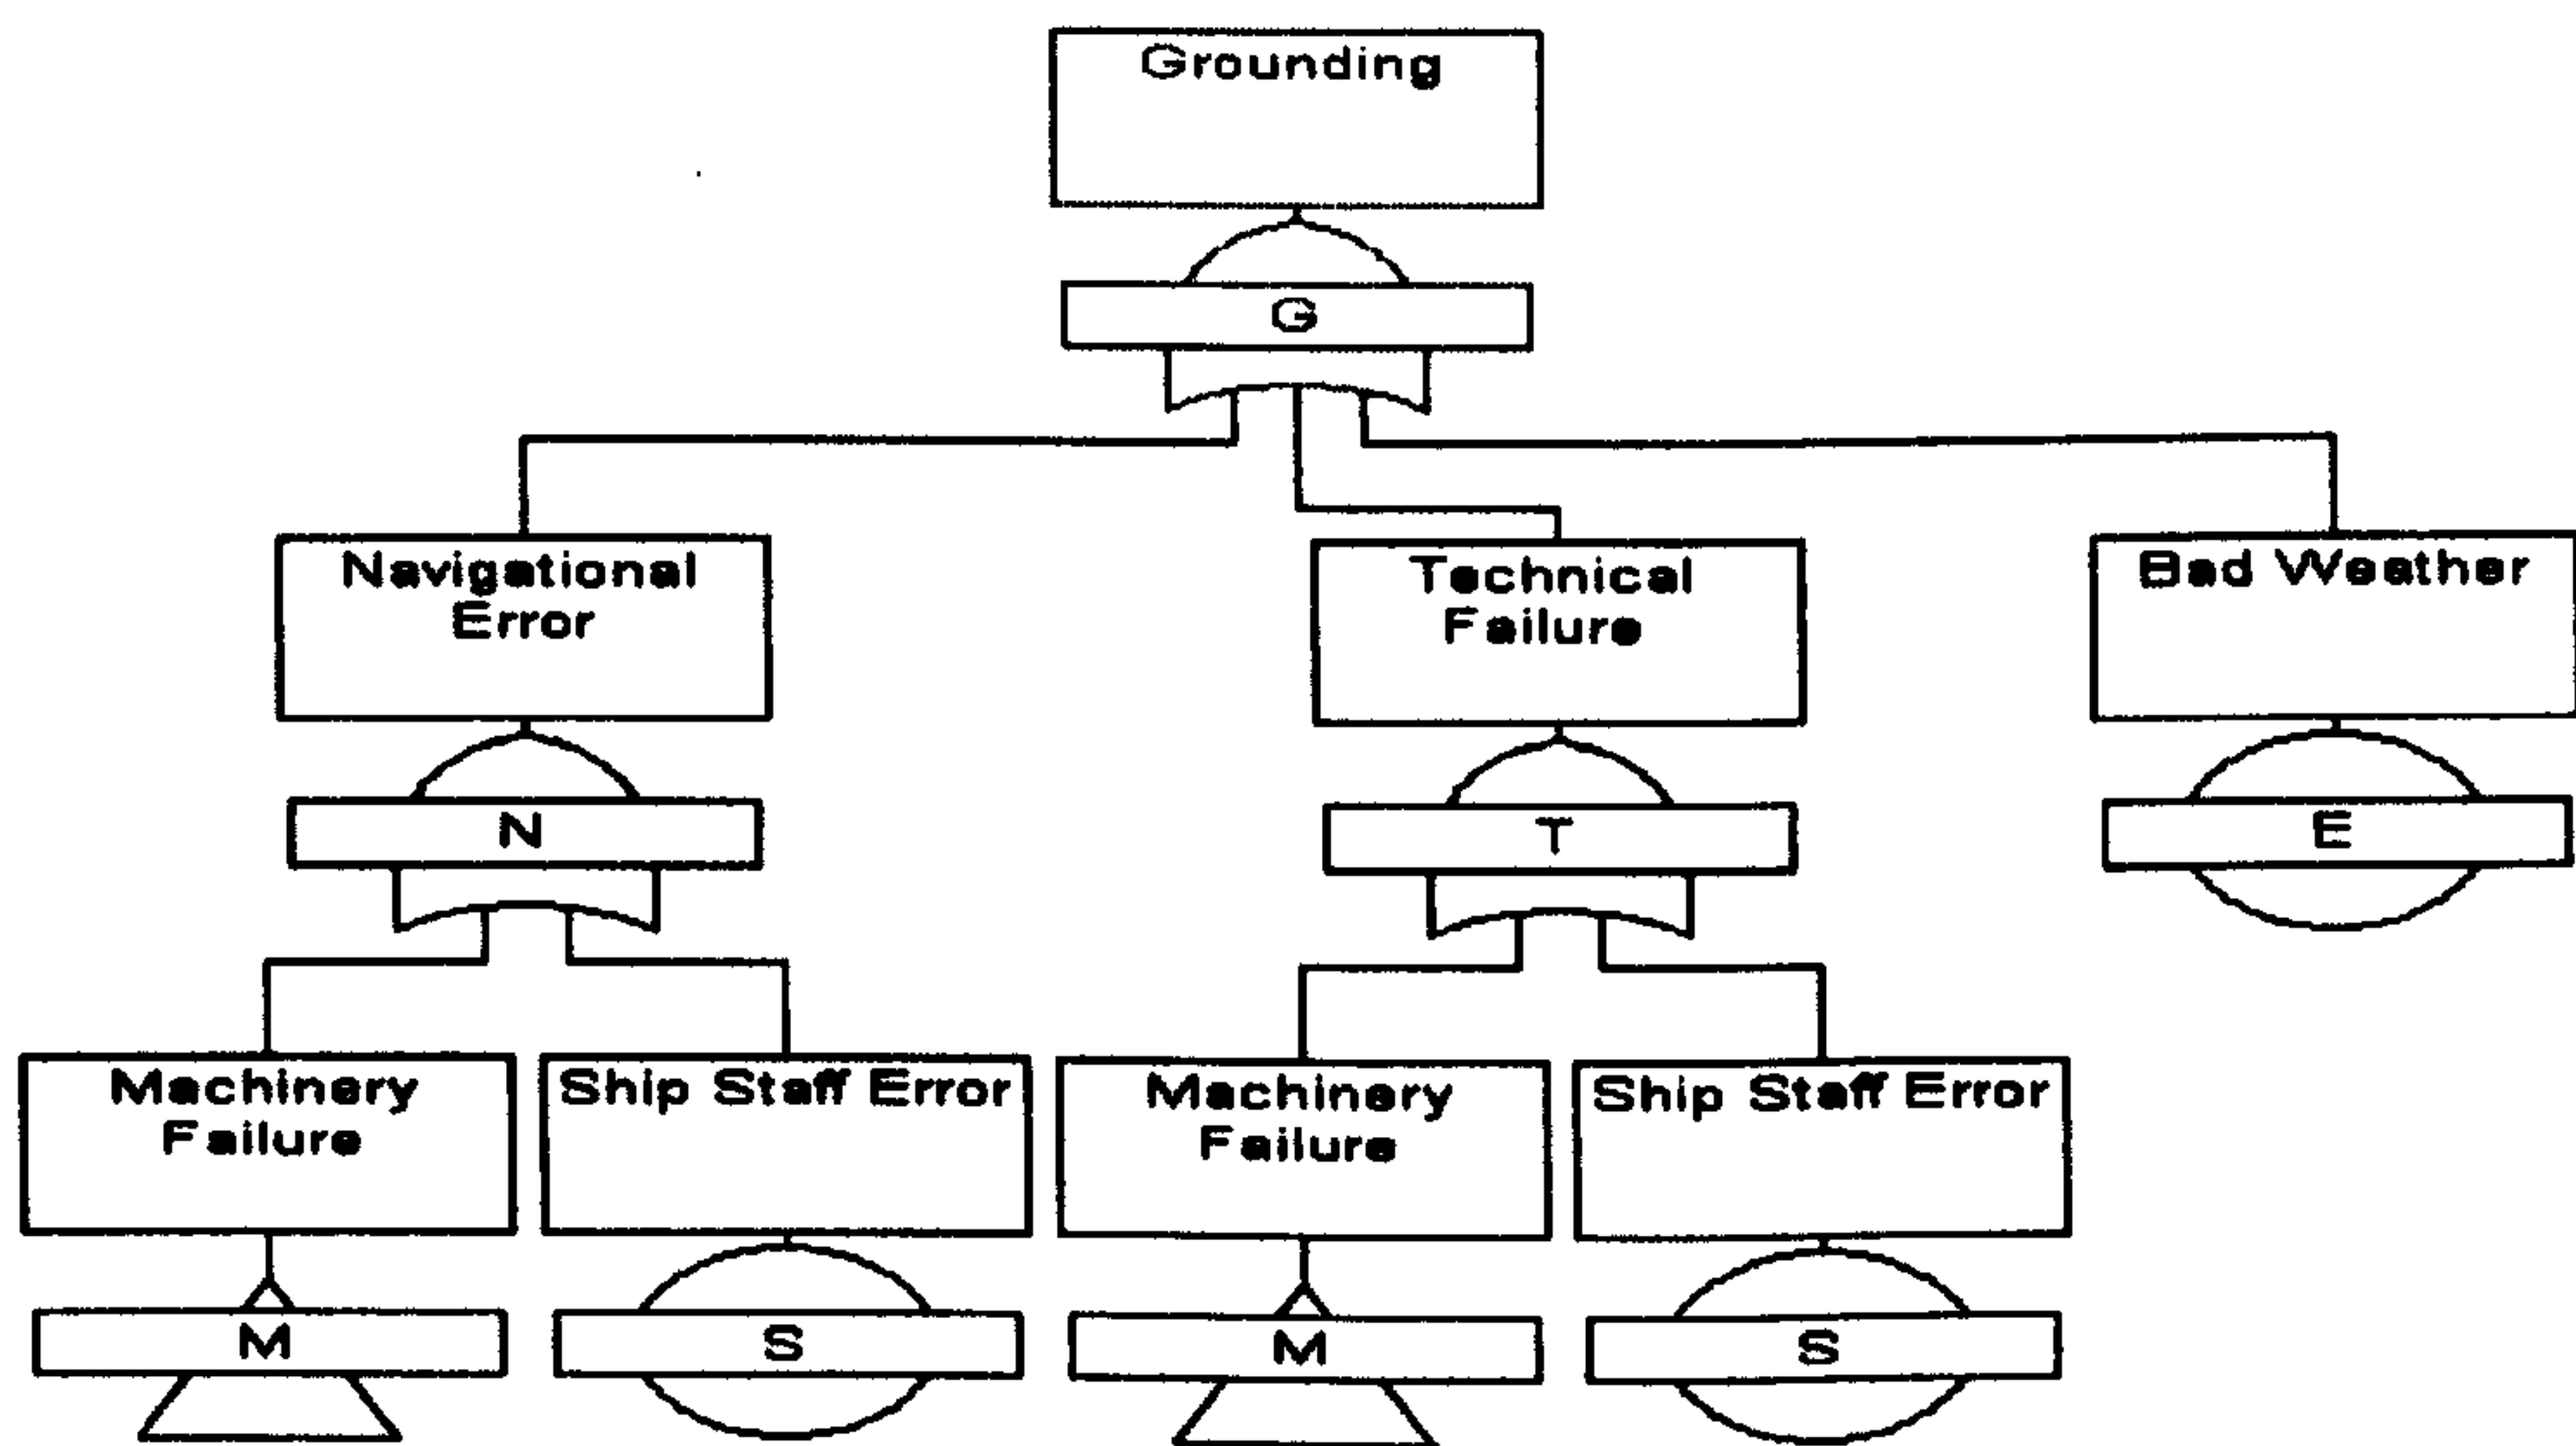 Grounding
G
Navigational
Error
Technical
Failure
Bad Weather
N
T
E
Machinery
Failure
Ship Staff Error
Machinery
Failure
Ship Staff Error
M
S
M
S